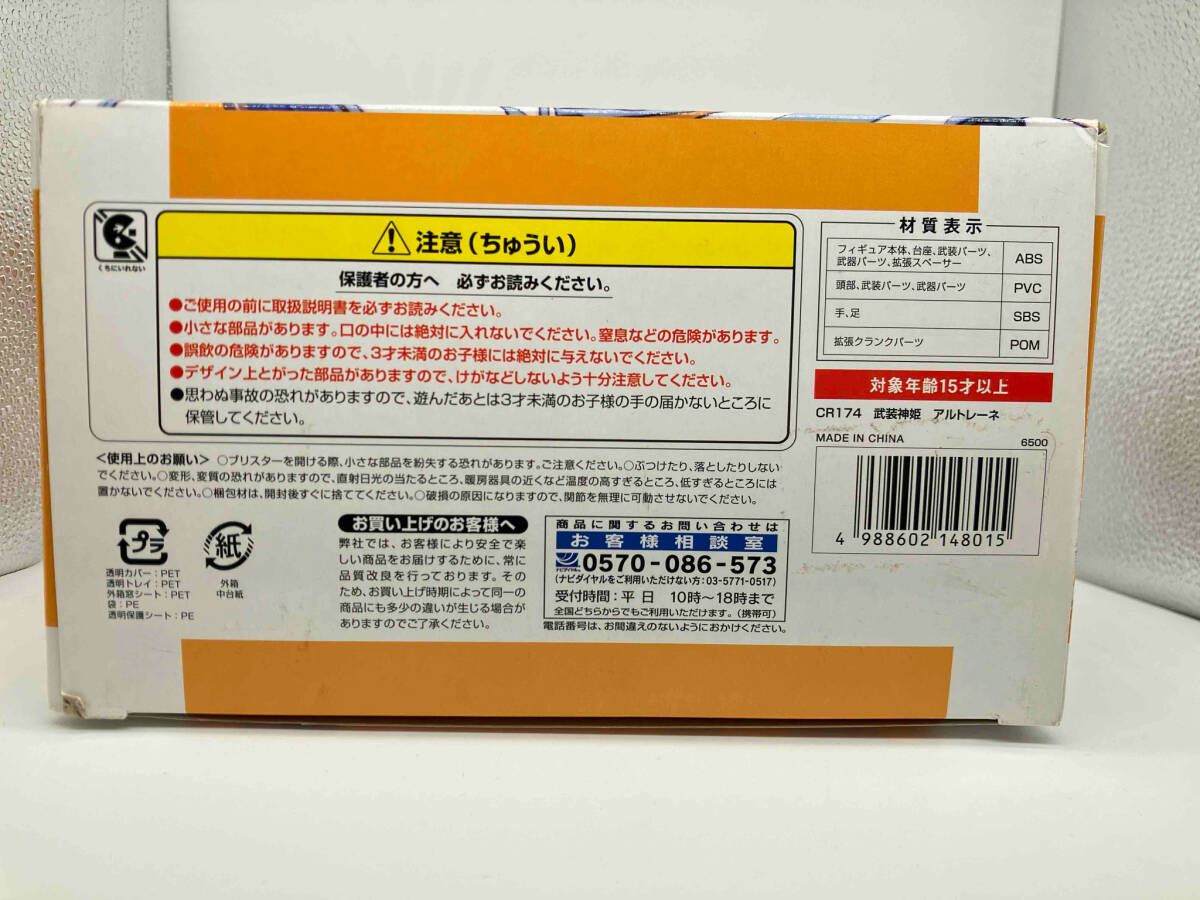 くちにいれない
注意(ちゅうい)
保護者の方へ 必ずお読みください。
●ご使用の前に取扱説明書を必ずお読みください。
●小さな部品があります。口の中には絶対に入れないでください。窒息などの危険があります。
●誤飲の危険がありますので、3才未満のお子様には絶対に与えないでください。
●デザイン上とがった部品がありますので、けがなどしないよう十分注意してください。
●思わぬ事故の恐れがありますので、遊んだあとは3才未満のお子様の手の届かないところに
保管してください。
<使用上のお願い> ○ブリスターを開ける際、小さな部品を紛失する恐れがあります。ご注意ください。○ぶつけたり、落としたりしない
でください。○変形、変質の恐れがありますので、直射日光の当たるところ、暖房器具の近くなど温度の高すぎるところ、低すぎるところには
置かないでください。○梱包材は、開封後すぐに捨ててください。○破損の原因になりますので、関節を無理に可動させないでください。
プラ
透明カバー:PET
透明トレイ:PET
外箱窓シート:PET
袋:PE
透明保護シート:PE
紙
外箱
中台紙
お買い上げのお客様へ
弊社では、お客様により安全で楽
しい商品をお届けするために、常に
品質改良を行っております。その
ため、お買い上げ時期によって同一の
商品にも多少の違いが生じる場合が
ありますのでご了承ください。
商品に関するお問い合わせは
お客様相談室
ナビダイヤル
0570-086-573
(ナビダイヤルをご利用いただけない方:03-5771-0517)
受付時間:平日 10時〜18時まで
全国どちらからでもご利用いただけます。(携帯可)
電話番号は、お間違えのないようにおかけください。
材質表示
フィギュア本体、台座、武装パーツ、
武器パーツ、拡張スペーサー
ABS
頭部、武装パーツ、武器パーツ PVC
手、足 SBS
拡張クランクパーツ POM
対象年齢15才以上
CR174 武装神姫 アルトレーネ
MADE IN CHINA 6500
4 988602 148015